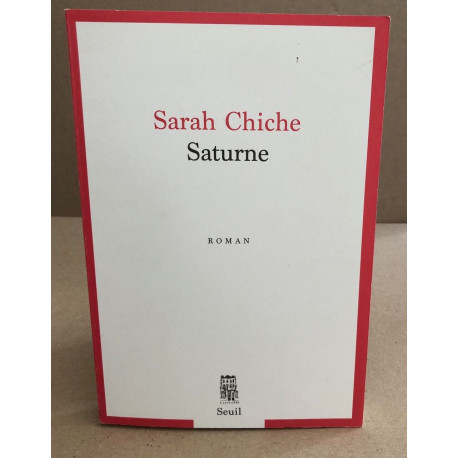 Sarah Chiche
Saturne
ROMAN
Seuil